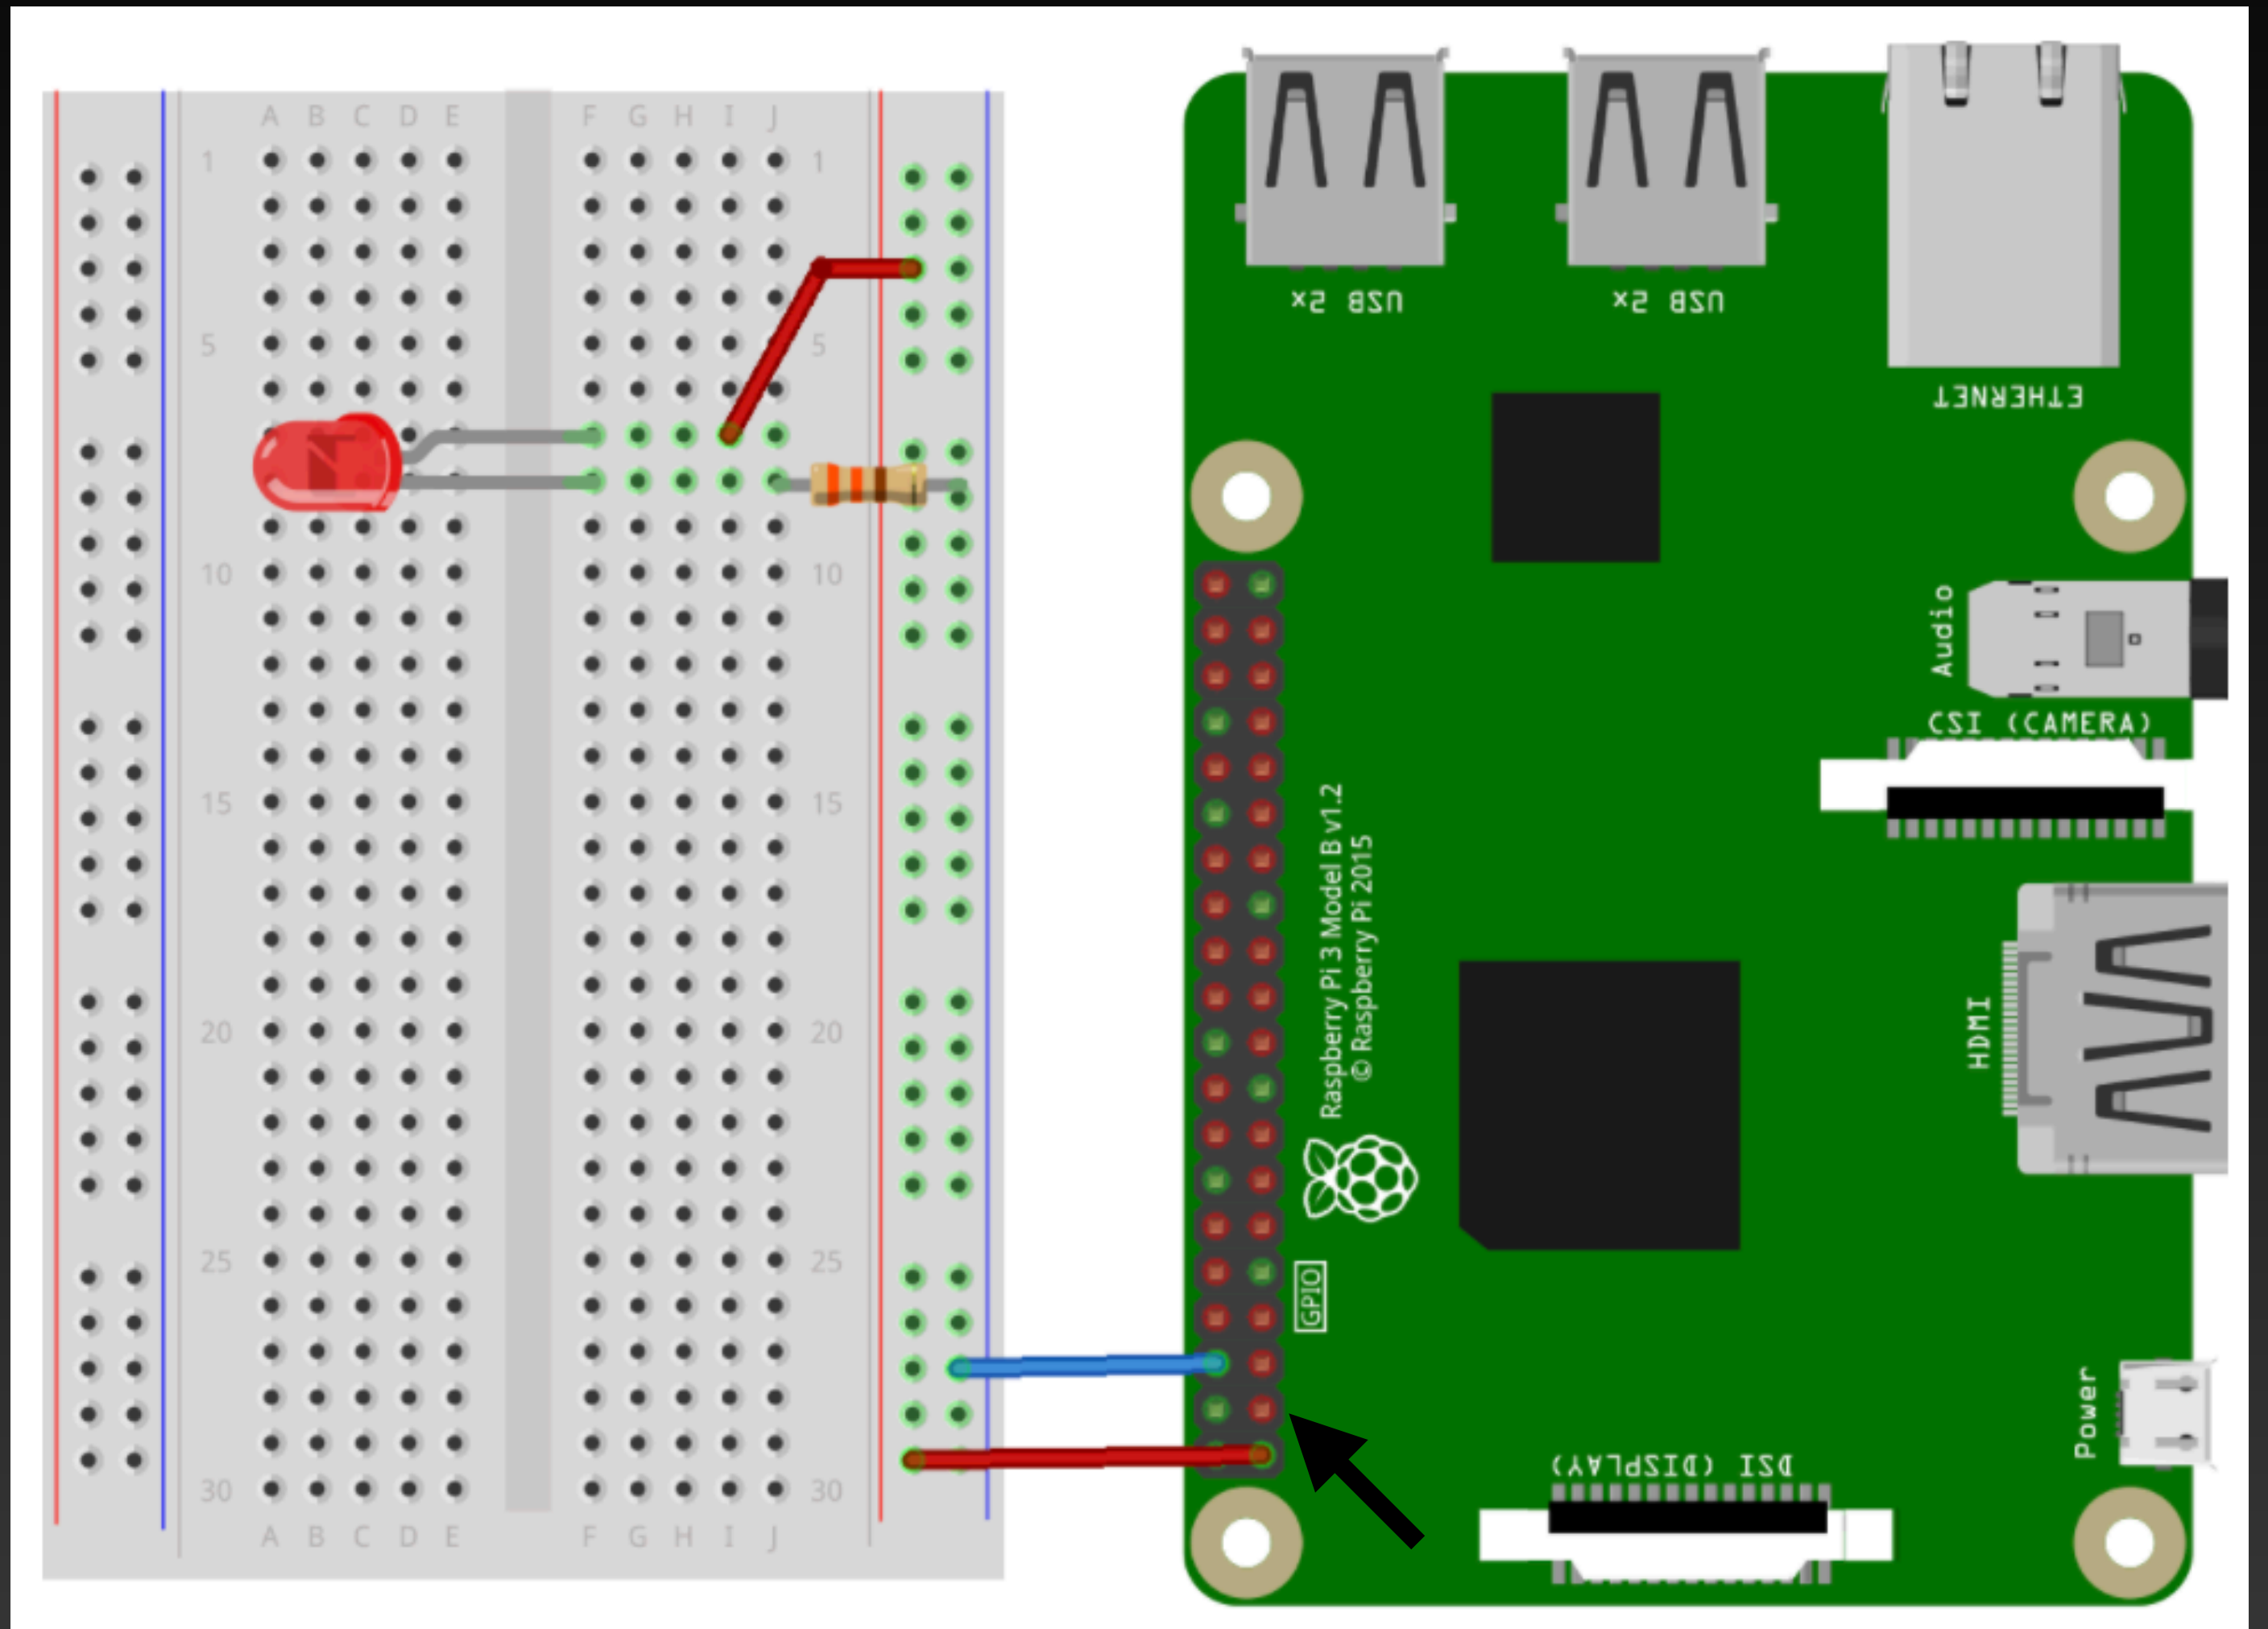 A B C D E F G H I J
1 1
5 5
10 10
15 15
20 20
25 25
30 30
A B C D E F G H I J
USB 2x
USB 2x
ETHERNET
Audio
CSI (CAMERA)
Raspberry Pi 3 Model B v1.2
© Raspberry Pi 2015
HDMI
GPIO
Power
DSI (DISPLAY)